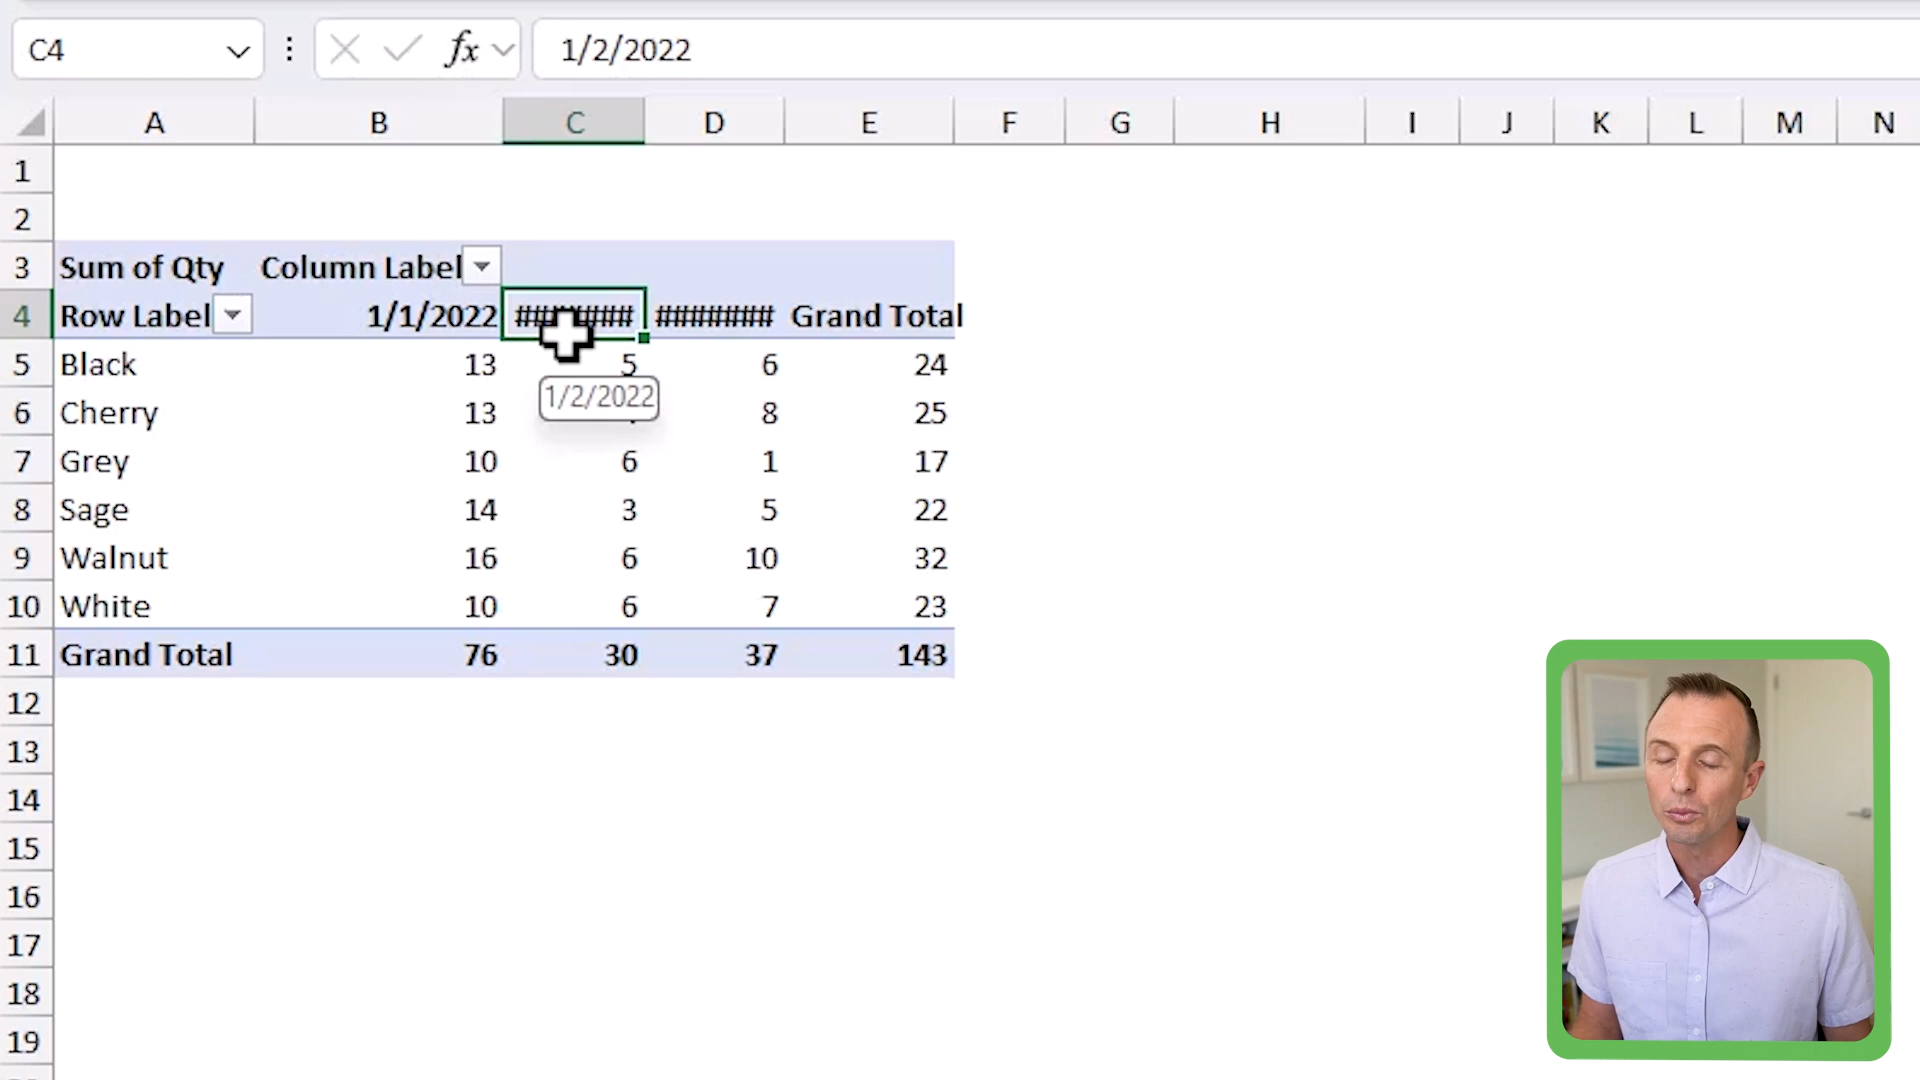 C4 fx 1/2/2022
A B C D E F G H I J K L M N
1
2
3 Sum of Qty Column Label
4 Row Label 1/1/2022 ####### ####### Grand Total
5 Black 13 5 6 24
1/2/2022
6 Cherry 13 8 25
7 Grey 10 6 1 17
8 Sage 14 3 5 22
9 Walnut 16 6 10 32
10 White 10 6 7 23
11 Grand Total 76 30 37 143
12
13
14
15
16
17
18
19